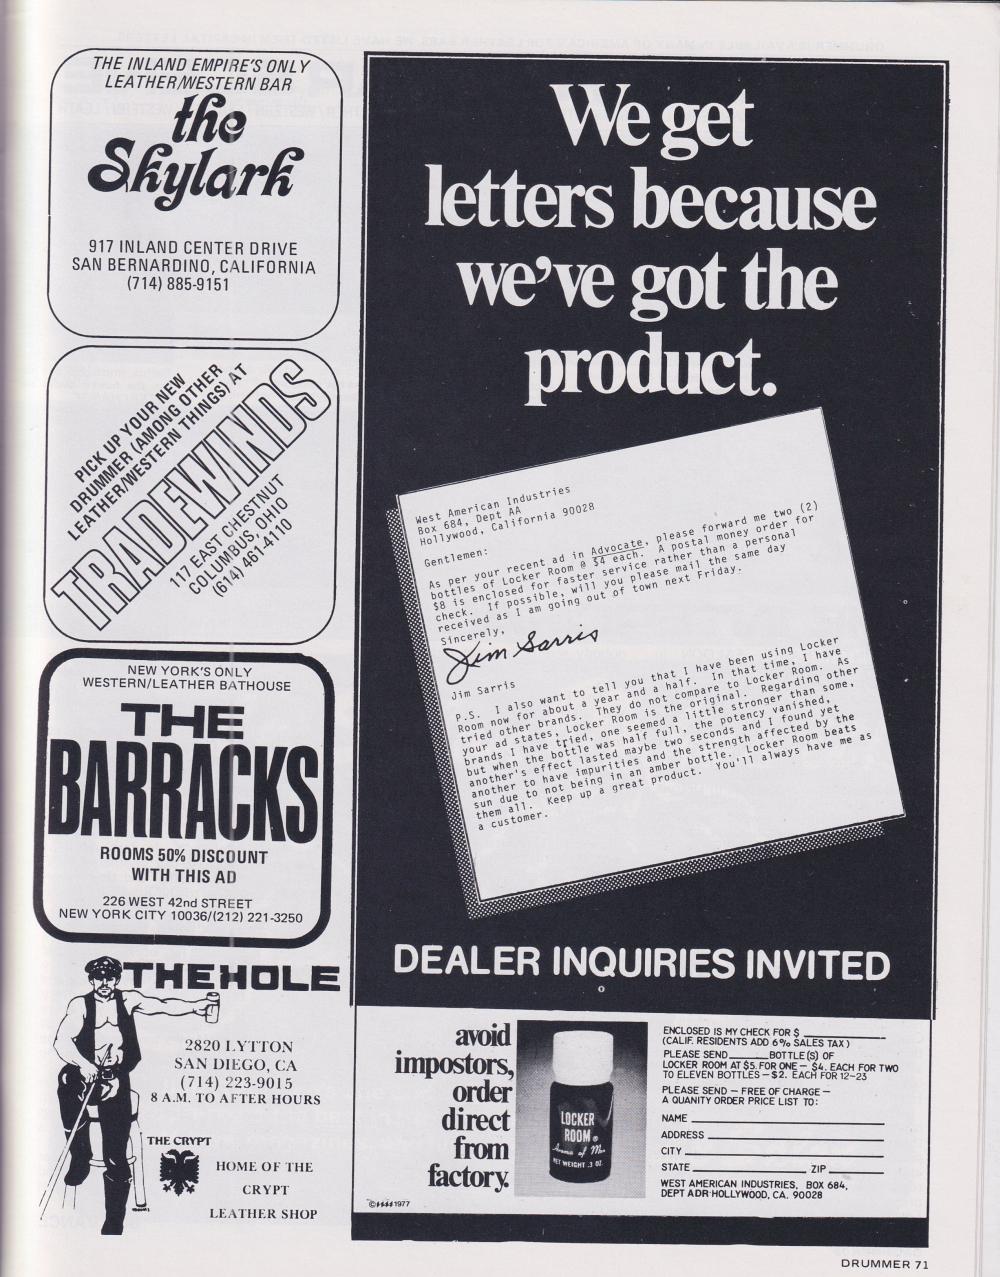 THE INLAND EMPIRE'S ONLY
LEATHER/WESTERN BAR
the
Skylark
917 INLAND CENTER DRIVE
SAN BERNARDINO, CALIFORNIA
(714) 885-9151
PICK UP YOUR NEW
DRUMMER (AMONG OTHER
LEATHER/WESTERN THINGS) AT
TRADEWINDS
117 EAST CHESTNUT
COLUMBUS, OHIO
(614) 461-4110
NEW YORK'S ONLY
WESTERN/LEATHER BATHOUSE
THE
BARRACKS
ROOMS 50% DISCOUNT
WITH THIS AD
226 WEST 42nd STREET
NEW YORK CITY 10036/(212) 221-3250
THE HOLE
2820 LYTTON
SAN DIEGO, CA
(714) 223-9015
8 A.M. TO AFTER HOURS
THE CRYPT
HOME OF THE
CRYPT
LEATHER SHOP
We get
letters because
we've got the
product.
West American Industries
Box 684, Dept AA
Hollywood, California 90028
Gentlemen:
As per your recent ad in Advocate, please forward me two (2)
bottles of Locker Room @ $4 each. A postal money order for
$8 is enclosed for faster service rather than a personal
check. If possible, will you please mail the same day
received as I am going out of town next Friday.
Sincerely,
Jim Sarris
Jim Sarris
P.S. I also want to tell you that I have been using Locker
Room now for about a year and a half. In that time, I have
tried other brands. They do not compare to Locker Room. As
your ad states, Locker Room is the original. Regarding other
brands I have tried, one seemed a little stronger than some,
but when the bottle was half full, the potency vanished,
another's effect lasted maybe two seconds and I found yet
another to have impurities and the strength affected by the
sun due to not being in an amber bottle. Locker Room beats
them all. Keep up a great product. You'll always have me as
a customer.
DEALER INQUIRIES INVITED
avoid
impostors,
order
direct
from
factory.
LOCKER
ROOM ®
Aroma of Men
NET WEIGHT .3 OZ.
ENCLOSED IS MY CHECK FOR $
(CALIF. RESIDENTS ADD 6% SALES TAX)
PLEASE SEND BOTTLE(S) OF
LOCKER ROOM AT $5. FOR ONE – $4. EACH FOR TWO
TO ELEVEN BOTTLES – $2. EACH FOR 12-23
PLEASE SEND – FREE OF CHARGE –
A QUANITY ORDER PRICE LIST TO:
NAME
ADDRESS
CITY
STATE ZIP
WEST AMERICAN INDUSTRIES, BOX 684,
DEPT ADR·HOLLYWOOD, CA. 90028
1977
DRUMMER 71